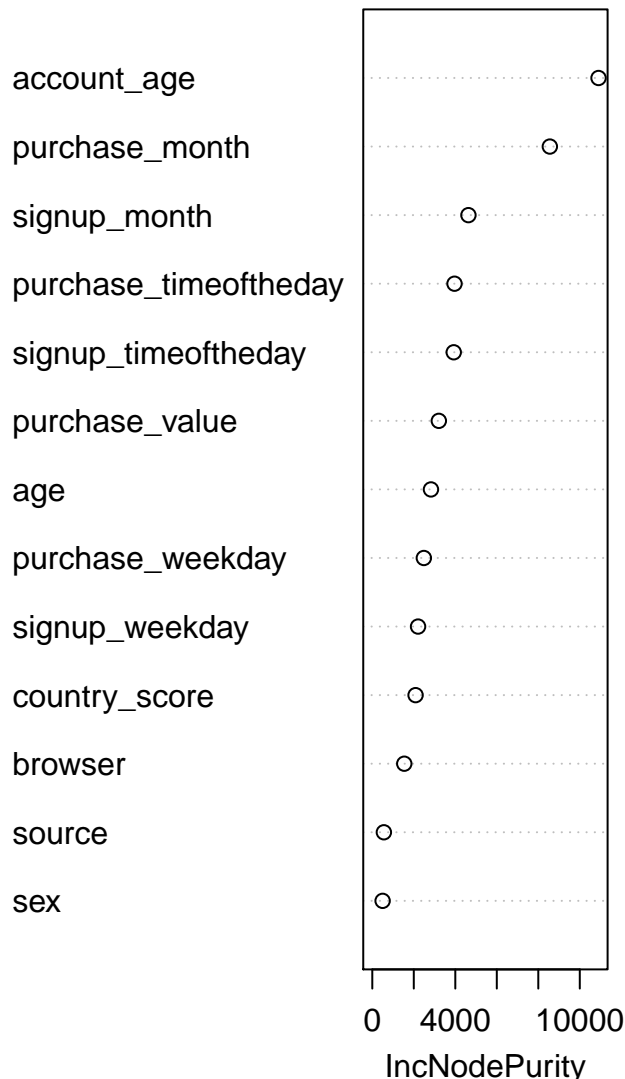 account_age
purchase_month
signup_month
purchase_timeoftheday
signup_timeoftheday
purchase_value
age
purchase_weekday
signup_weekday
country_score
browser
source
sex
0 4000 10000
IncNodePurity